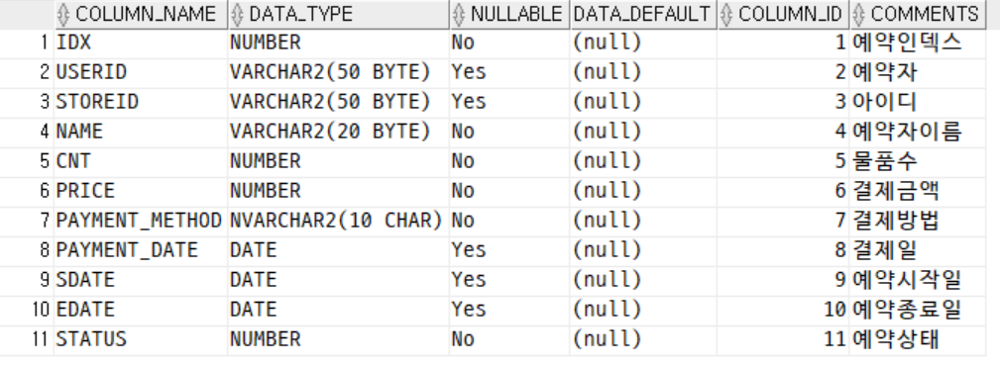 COLUMN_NAME DATA_TYPE NULLABLE DATA_DEFAULT COLUMN_ID COMMENTS
1 IDX NUMBER No (null) 1 예약인덱스
2 USERID VARCHAR2(50 BYTE) Yes (null) 2 예약자
3 STOREID VARCHAR2(50 BYTE) Yes (null) 3 아이디
4 NAME VARCHAR2(20 BYTE) No (null) 4 예약자이름
5 CNT NUMBER No (null) 5 물품수
6 PRICE NUMBER No (null) 6 결제금액
7 PAYMENT_METHOD NVARCHAR2(10 CHAR) No (null) 7 결제방법
8 PAYMENT_DATE DATE Yes (null) 8 결제일
9 SDATE DATE Yes (null) 9 예약시작일
10 EDATE DATE Yes (null) 10 예약종료일
11 STATUS NUMBER No (null) 11 예약상태